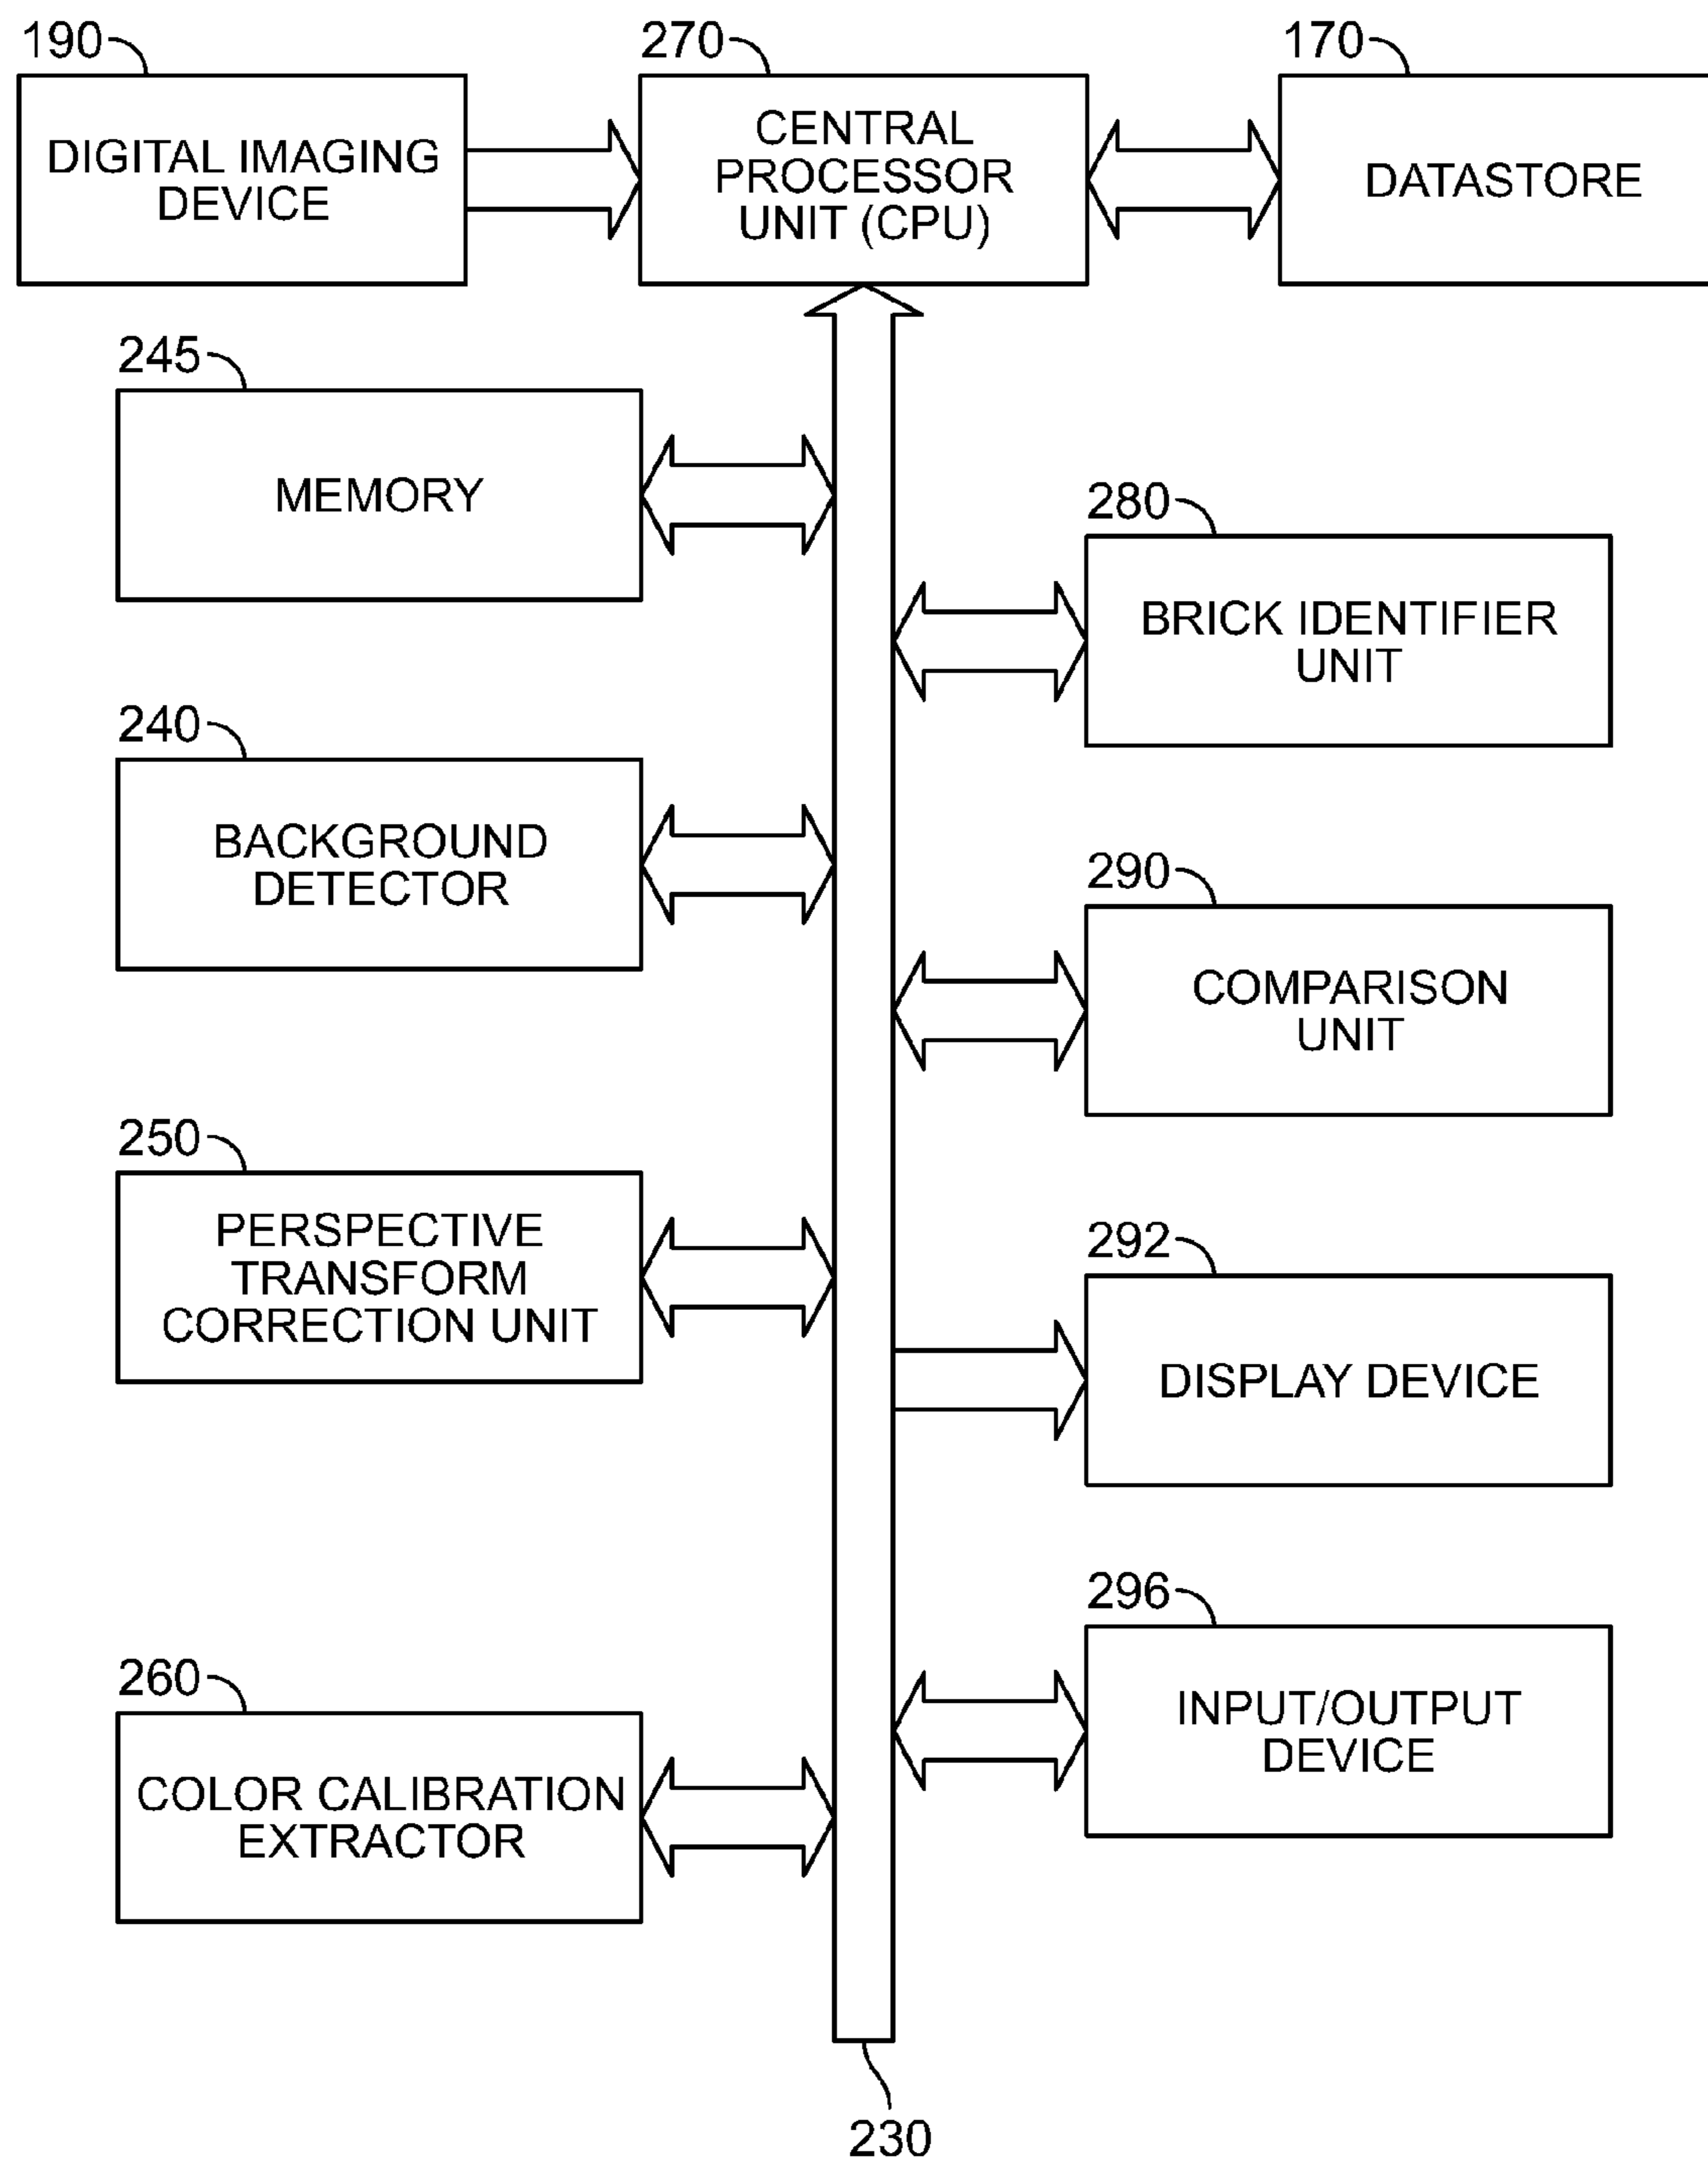 190
DIGITAL IMAGING
DEVICE
270
CENTRAL
PROCESSOR
UNIT (CPU)
170
DATASTORE
245
MEMORY
280
BRICK IDENTIFIER
UNIT
240
BACKGROUND
DETECTOR
290
COMPARISON
UNIT
250
PERSPECTIVE
TRANSFORM
CORRECTION UNIT
292
DISPLAY DEVICE
296
INPUT/OUTPUT
DEVICE
260
COLOR CALIBRATION
EXTRACTOR
230